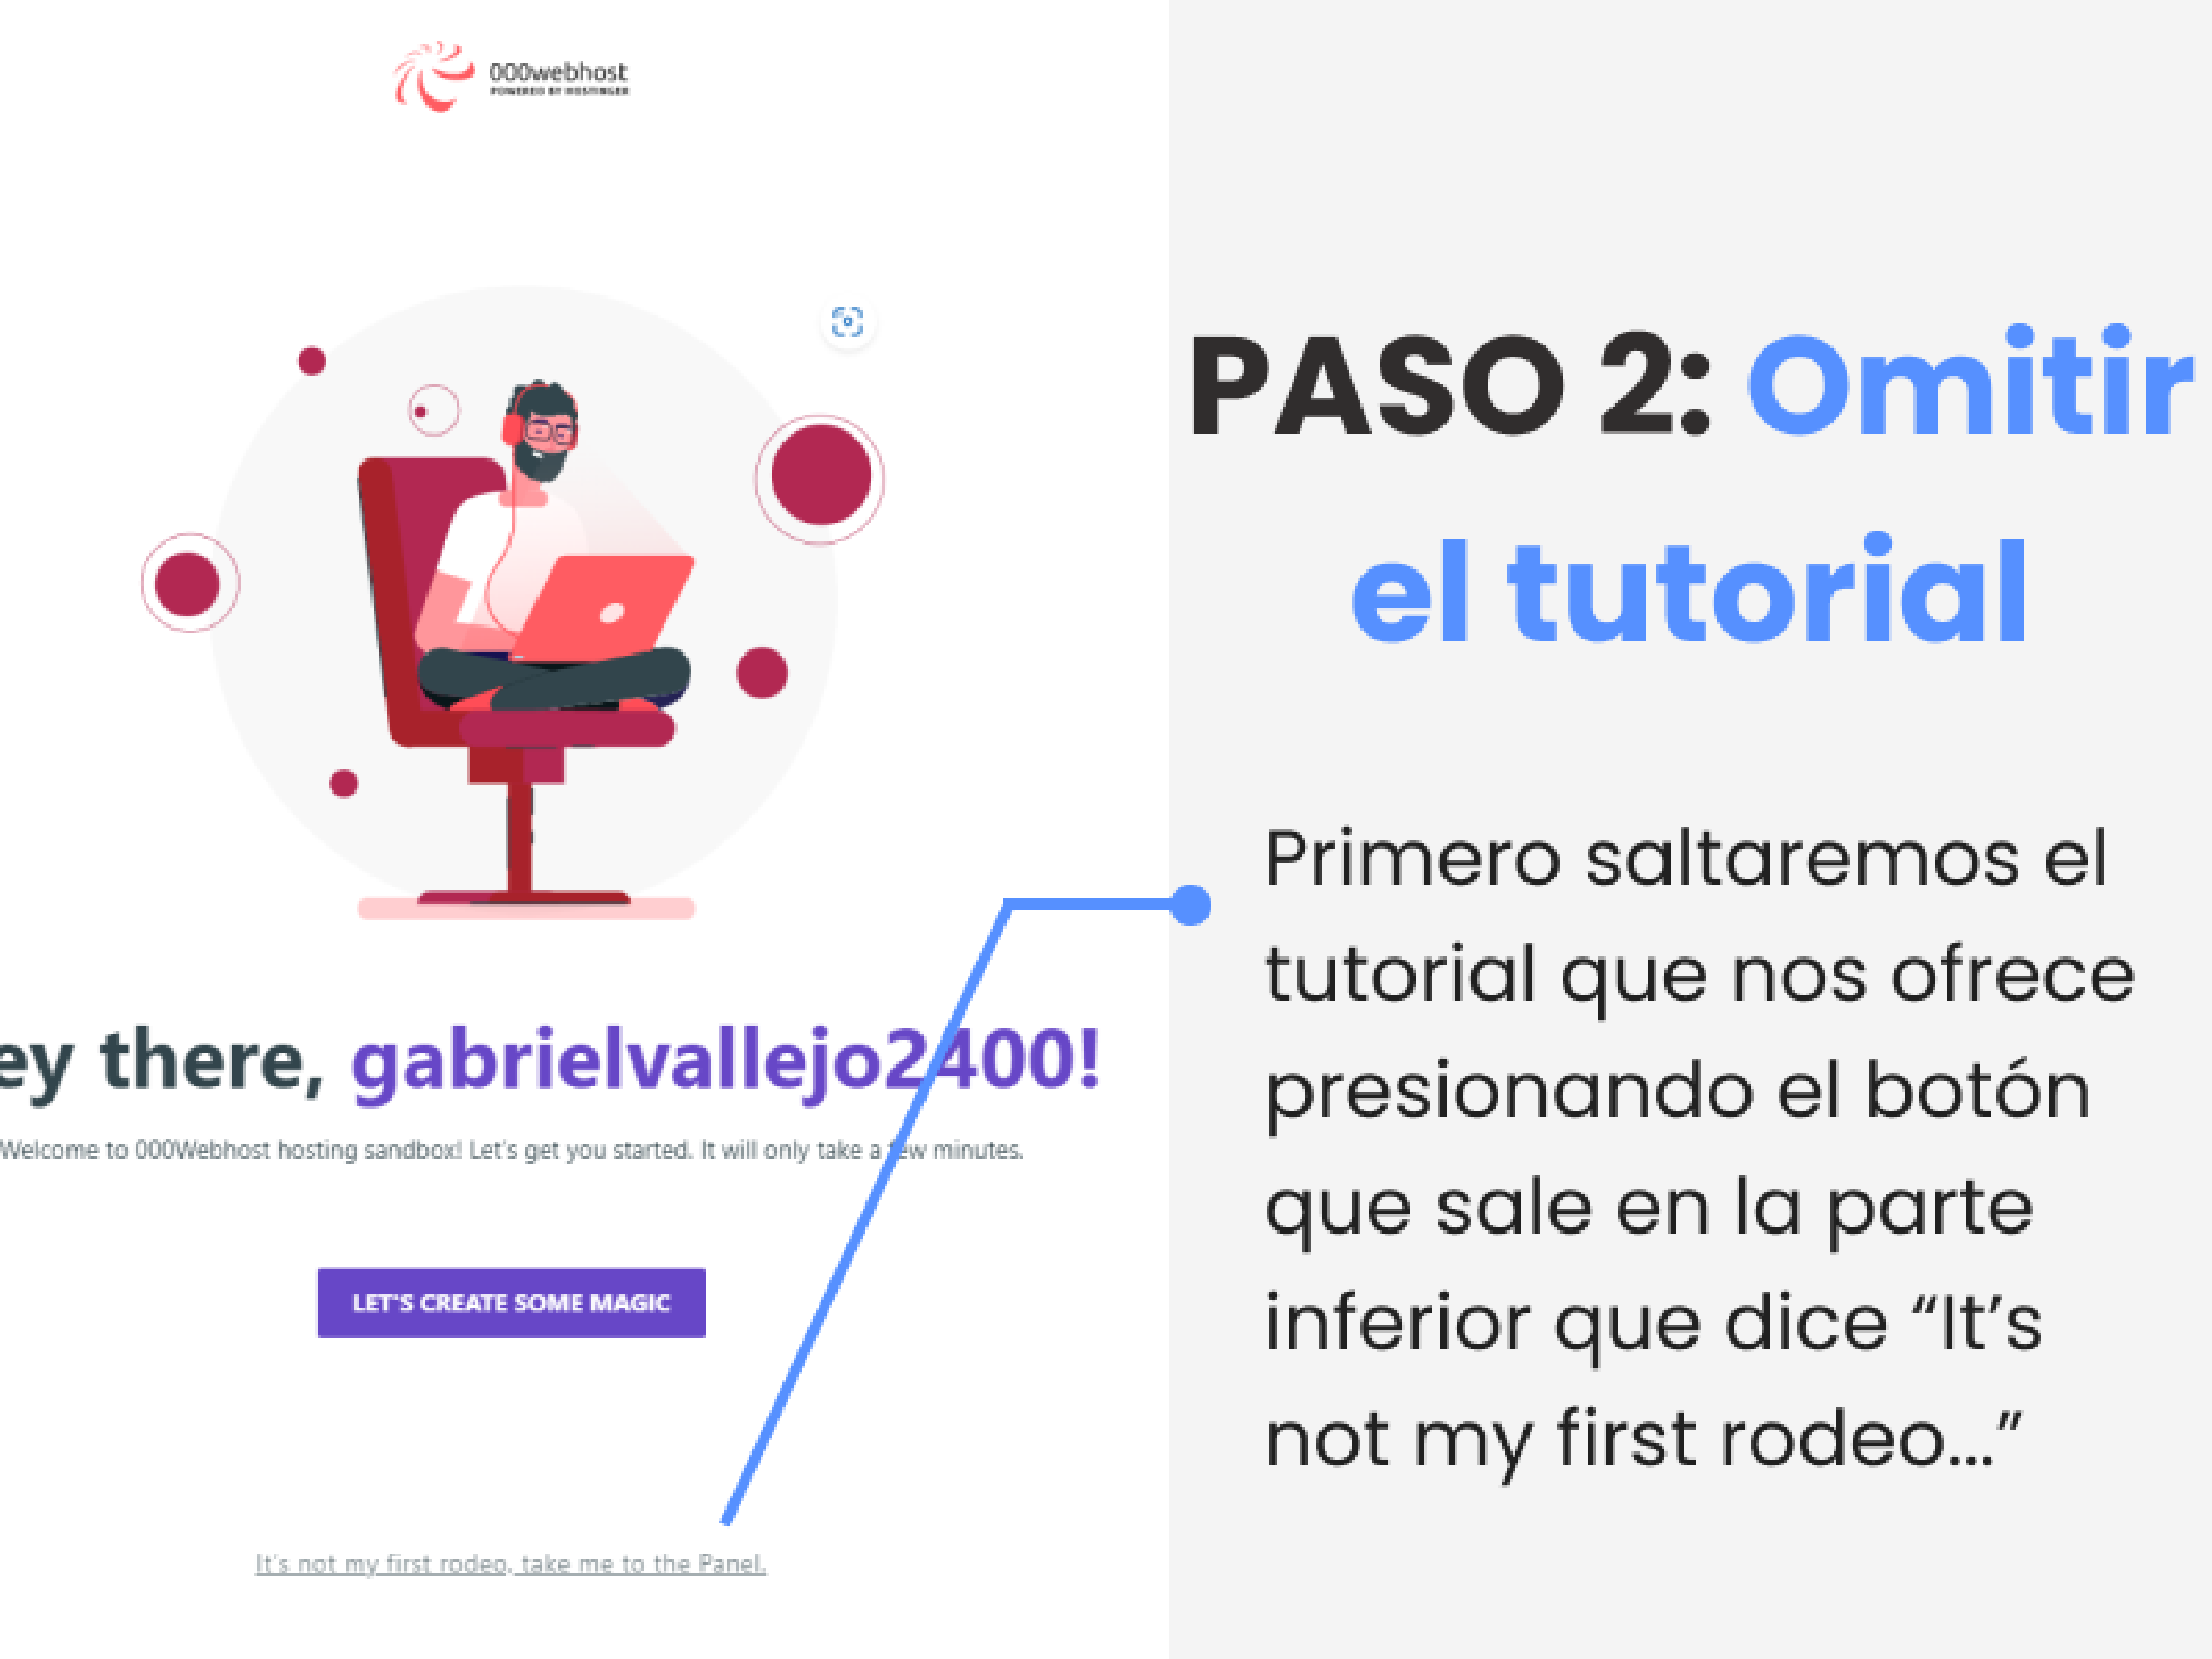 000webhost
POWERED BY HOSTINGER
ey there, gabrielvallejo2400!
Welcome to 000Webhost hosting sandbox! Let's get you started. It will only take a few minutes.
LET'S CREATE SOME MAGIC
It's not my first rodeo, take me to the Panel.
PASO 2: Omitir
el tutorial
Primero saltaremos el
tutorial que nos ofrece
presionando el botón
que sale en la parte
inferior que dice “It’s
not my first rodeo...”